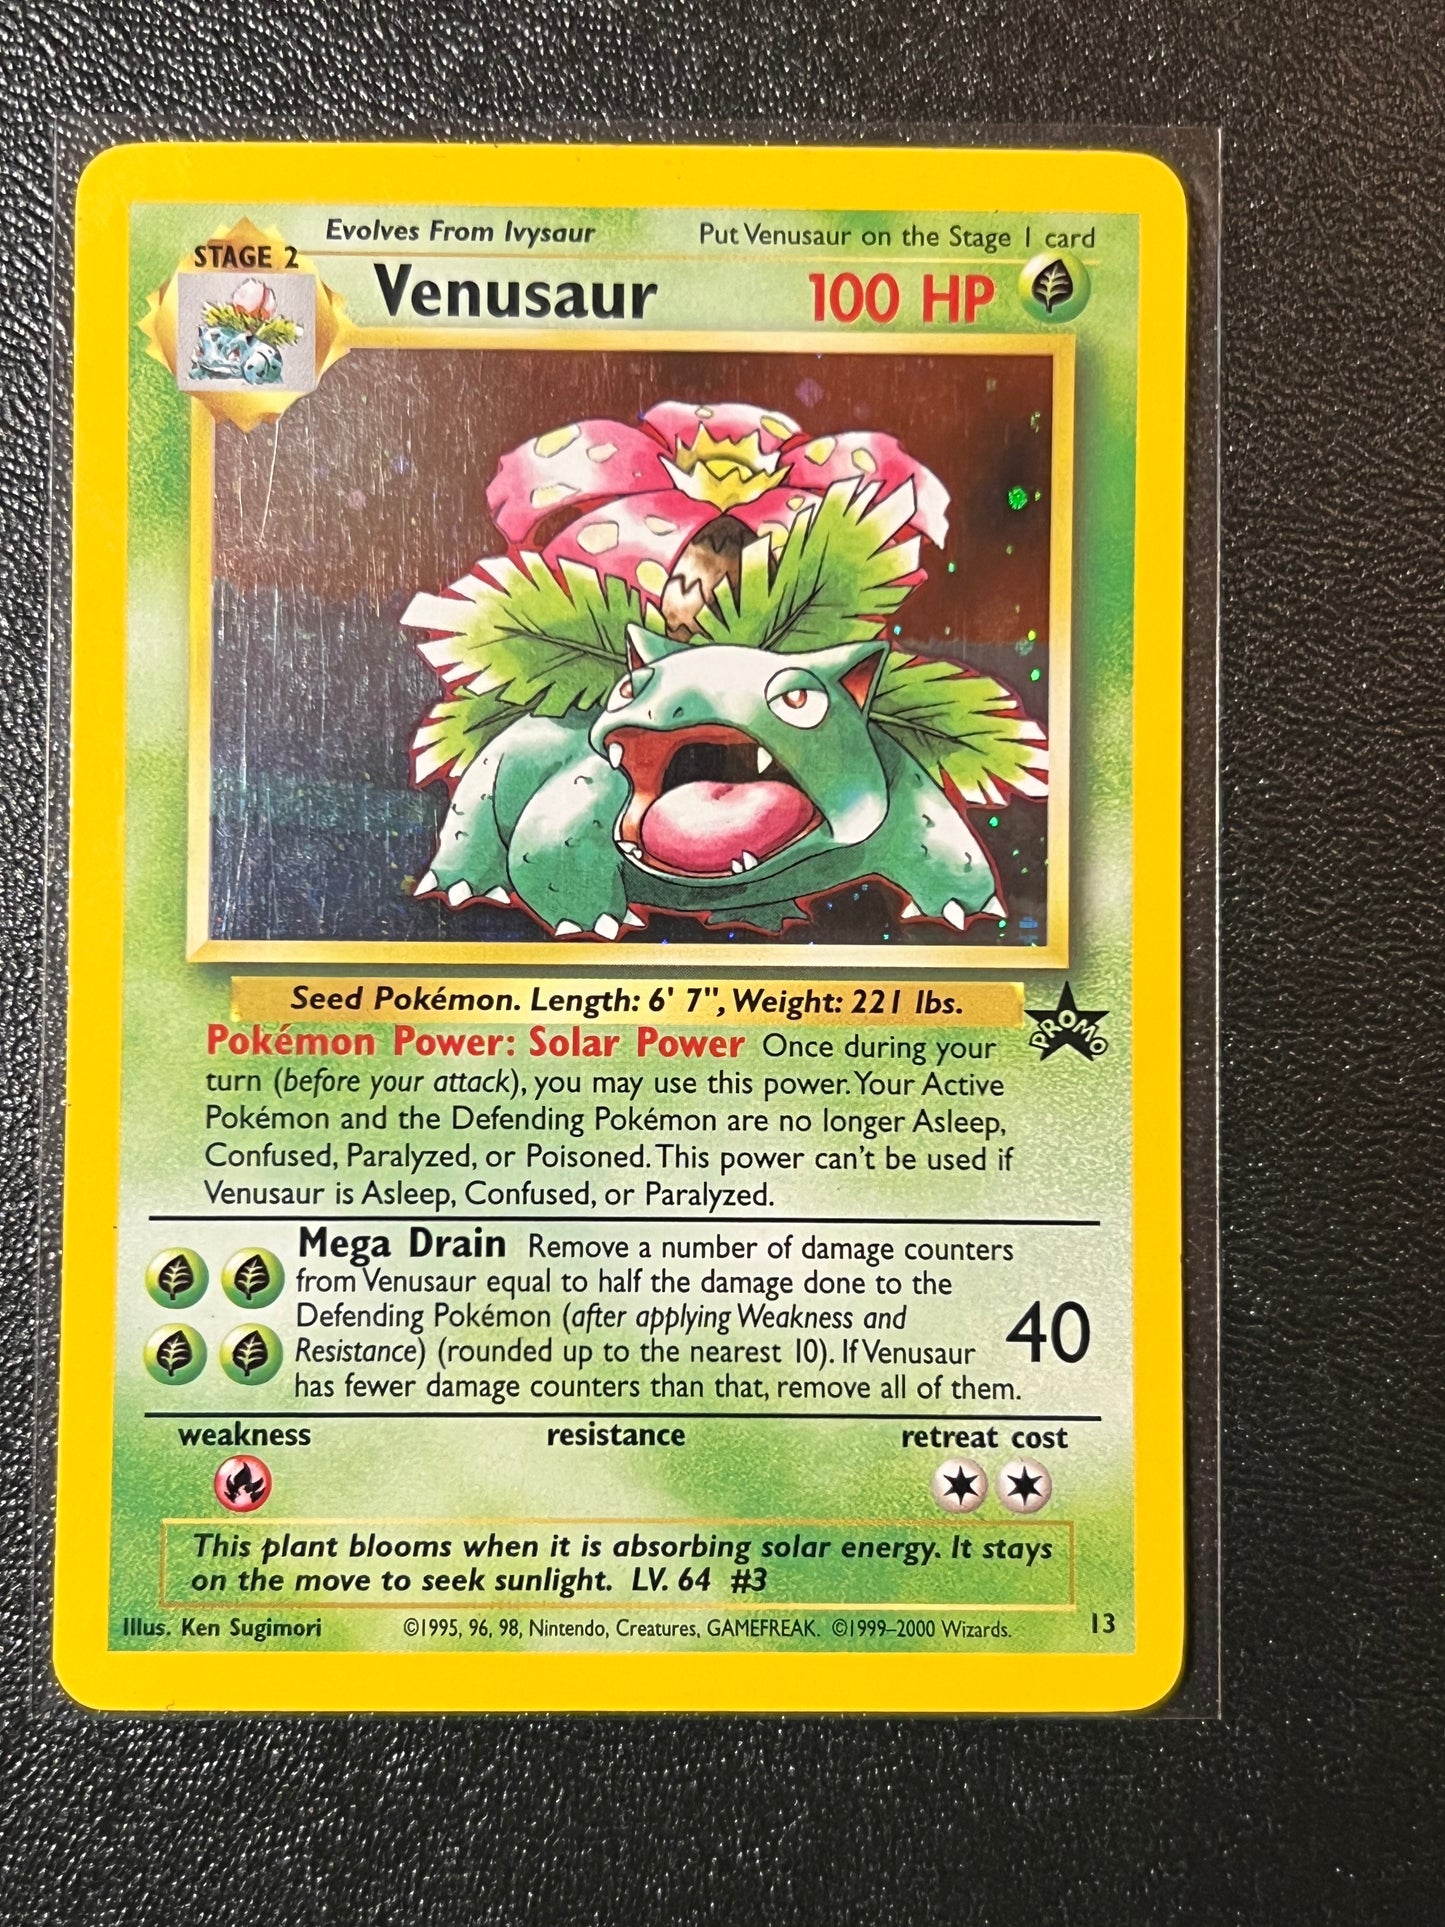 Evolves From Ivysaur Put Venusaur on the Stage 1 card
STAGE 2
Venusaur 100 HP
Seed Pokémon. Length: 6' 7", Weight: 221 lbs.
PROMO
Pokémon Power: Solar Power Once during your
turn (before your attack), you may use this power. Your Active
Pokémon and the Defending Pokémon are no longer Asleep,
Confused, Paralyzed, or Poisoned. This power can't be used if
Venusaur is Asleep, Confused, or Paralyzed.
Mega Drain Remove a number of damage counters
from Venusaur equal to half the damage done to the
Defending Pokémon (after applying Weakness and
Resistance) (rounded up to the nearest 10). If Venusaur
has fewer damage counters than that, remove all of them.
40
weakness resistance retreat cost
This plant blooms when it is absorbing solar energy. It stays
on the move to seek sunlight. LV. 64 #3
Illus. Ken Sugimori ©1995, 96, 98, Nintendo, Creatures, GAMEFREAK. ©1999–2000 Wizards. 13